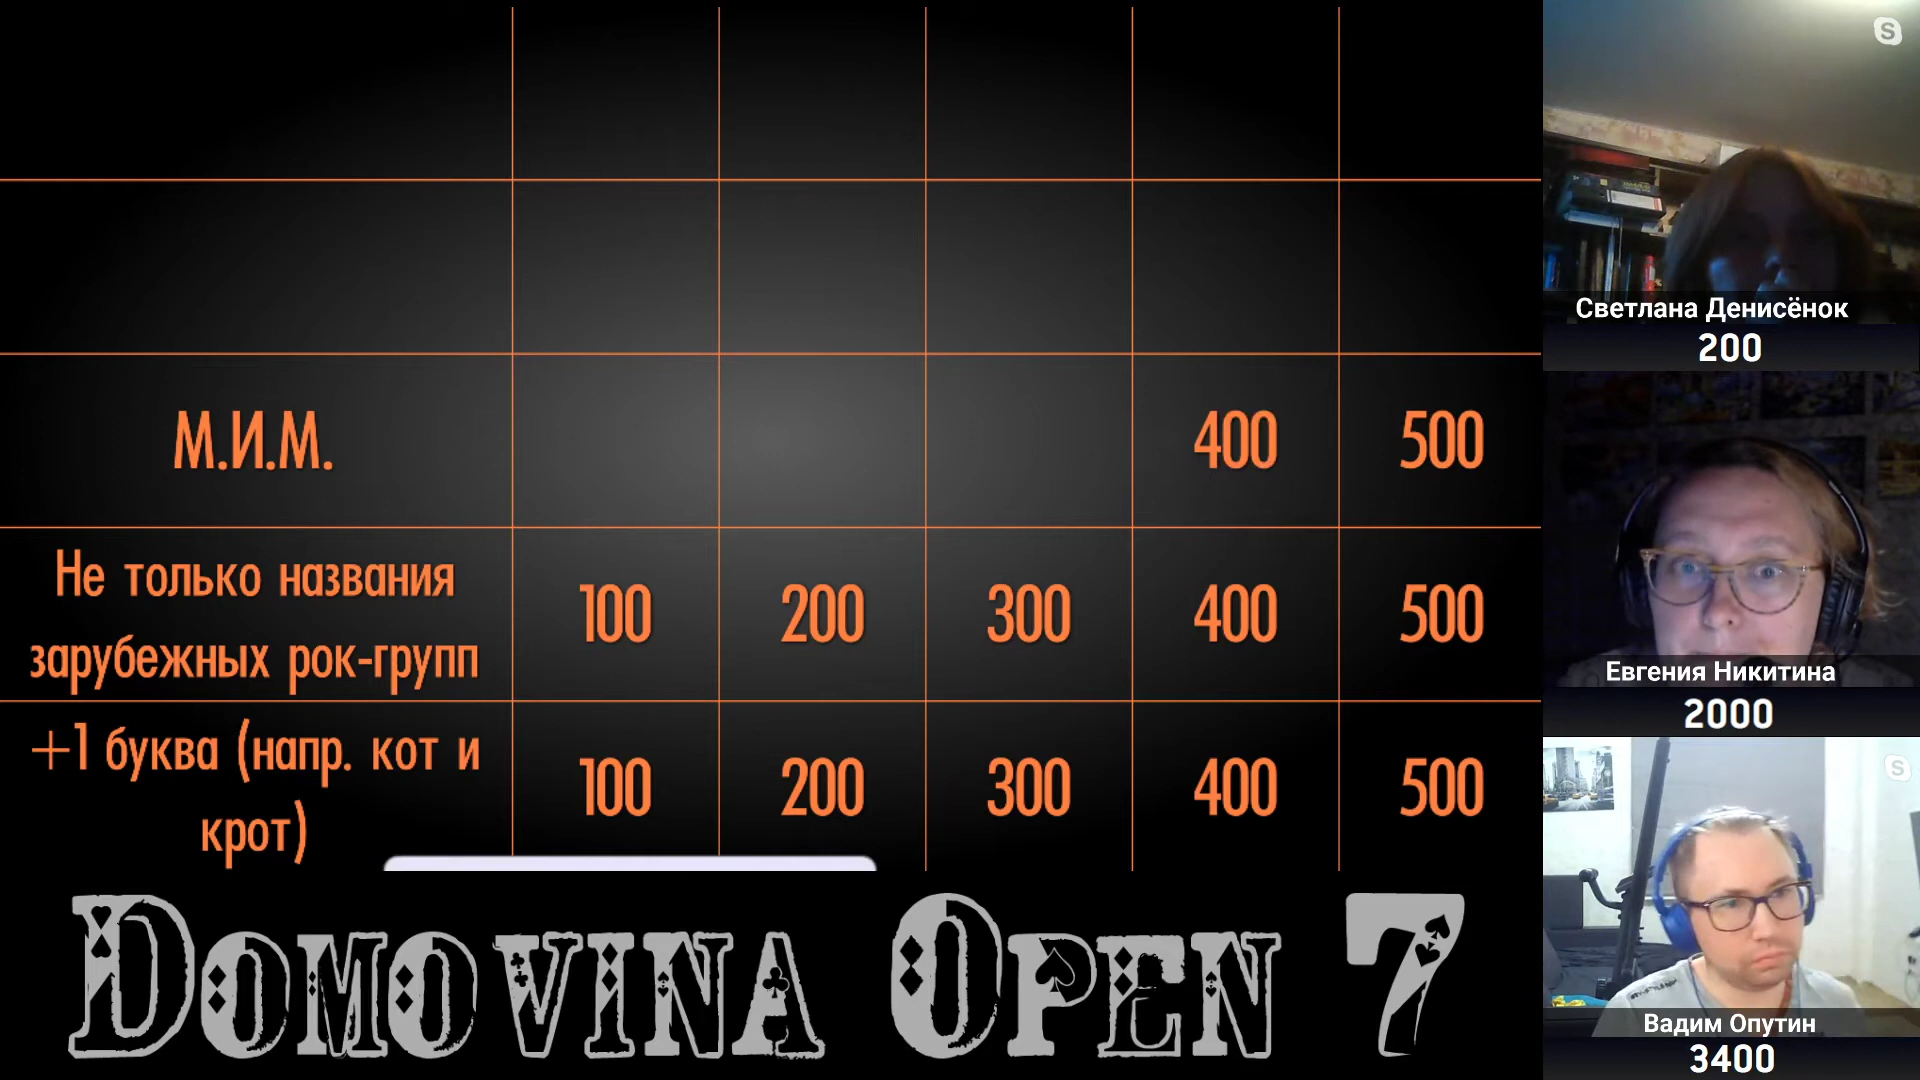 М.И.М.
400
500
Не только названия
зарубежных рок-групп
100
200
300
400
500
+1 буква (напр. кот и
крот)
100
200
300
400
500
DOMOVINA OPEN 7
Светлана Денисёнок
200
Евгения Никитина
2000
Вадим Опутин
3400